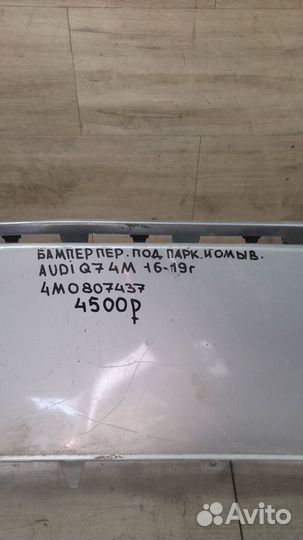 БАМПЕР ПЕР. ПОД ПАРК. И ОМЫВ.
AUDI Q7 4M 16-19г
4M0807437
4500р
Avito